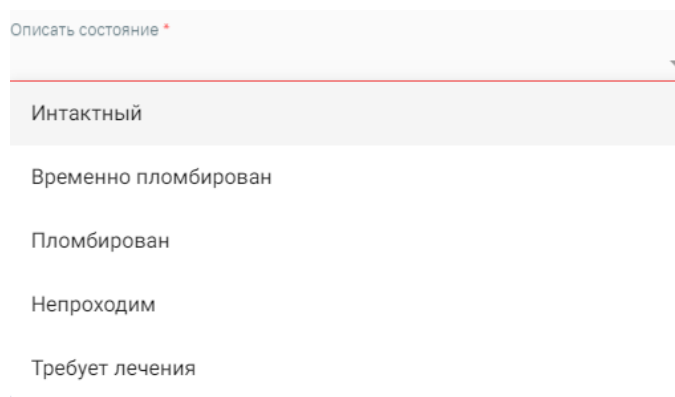 Описать состояние *
Интактный
Временно пломбирован
Пломбирован
Непроходим
Требует лечения